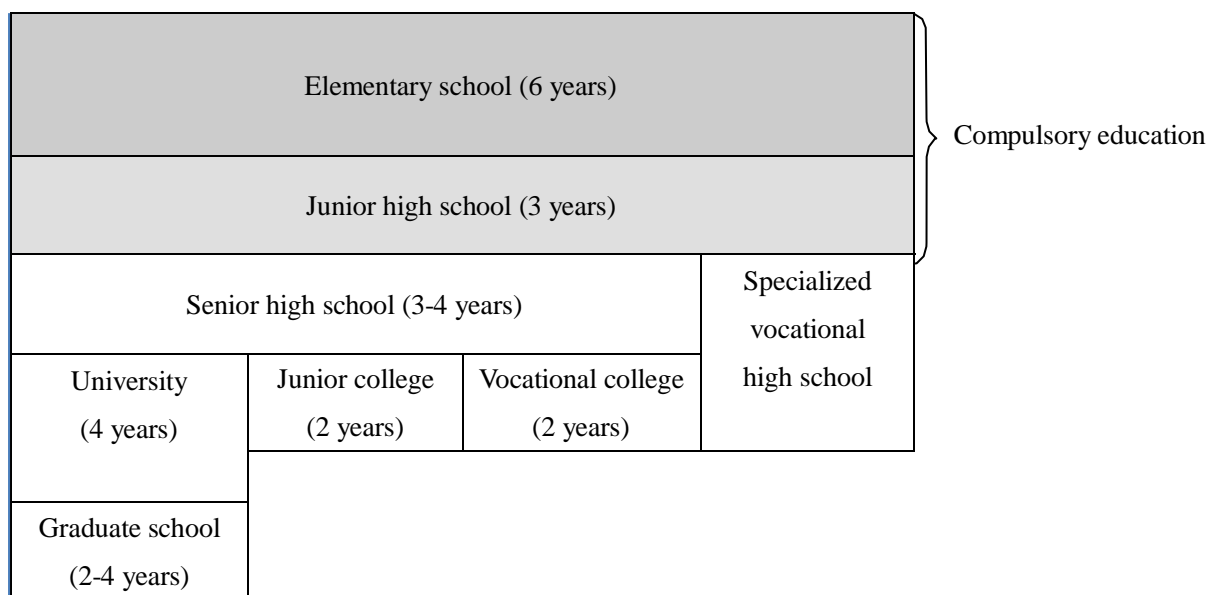 Elementary school (6 years)
Compulsory education
Junior high school (3 years)
Senior high school (3-4 years)
Specialized
vocational
high school
University
(4 years)
Junior college
(2 years)
Vocational college
(2 years)
Graduate school
(2-4 years)